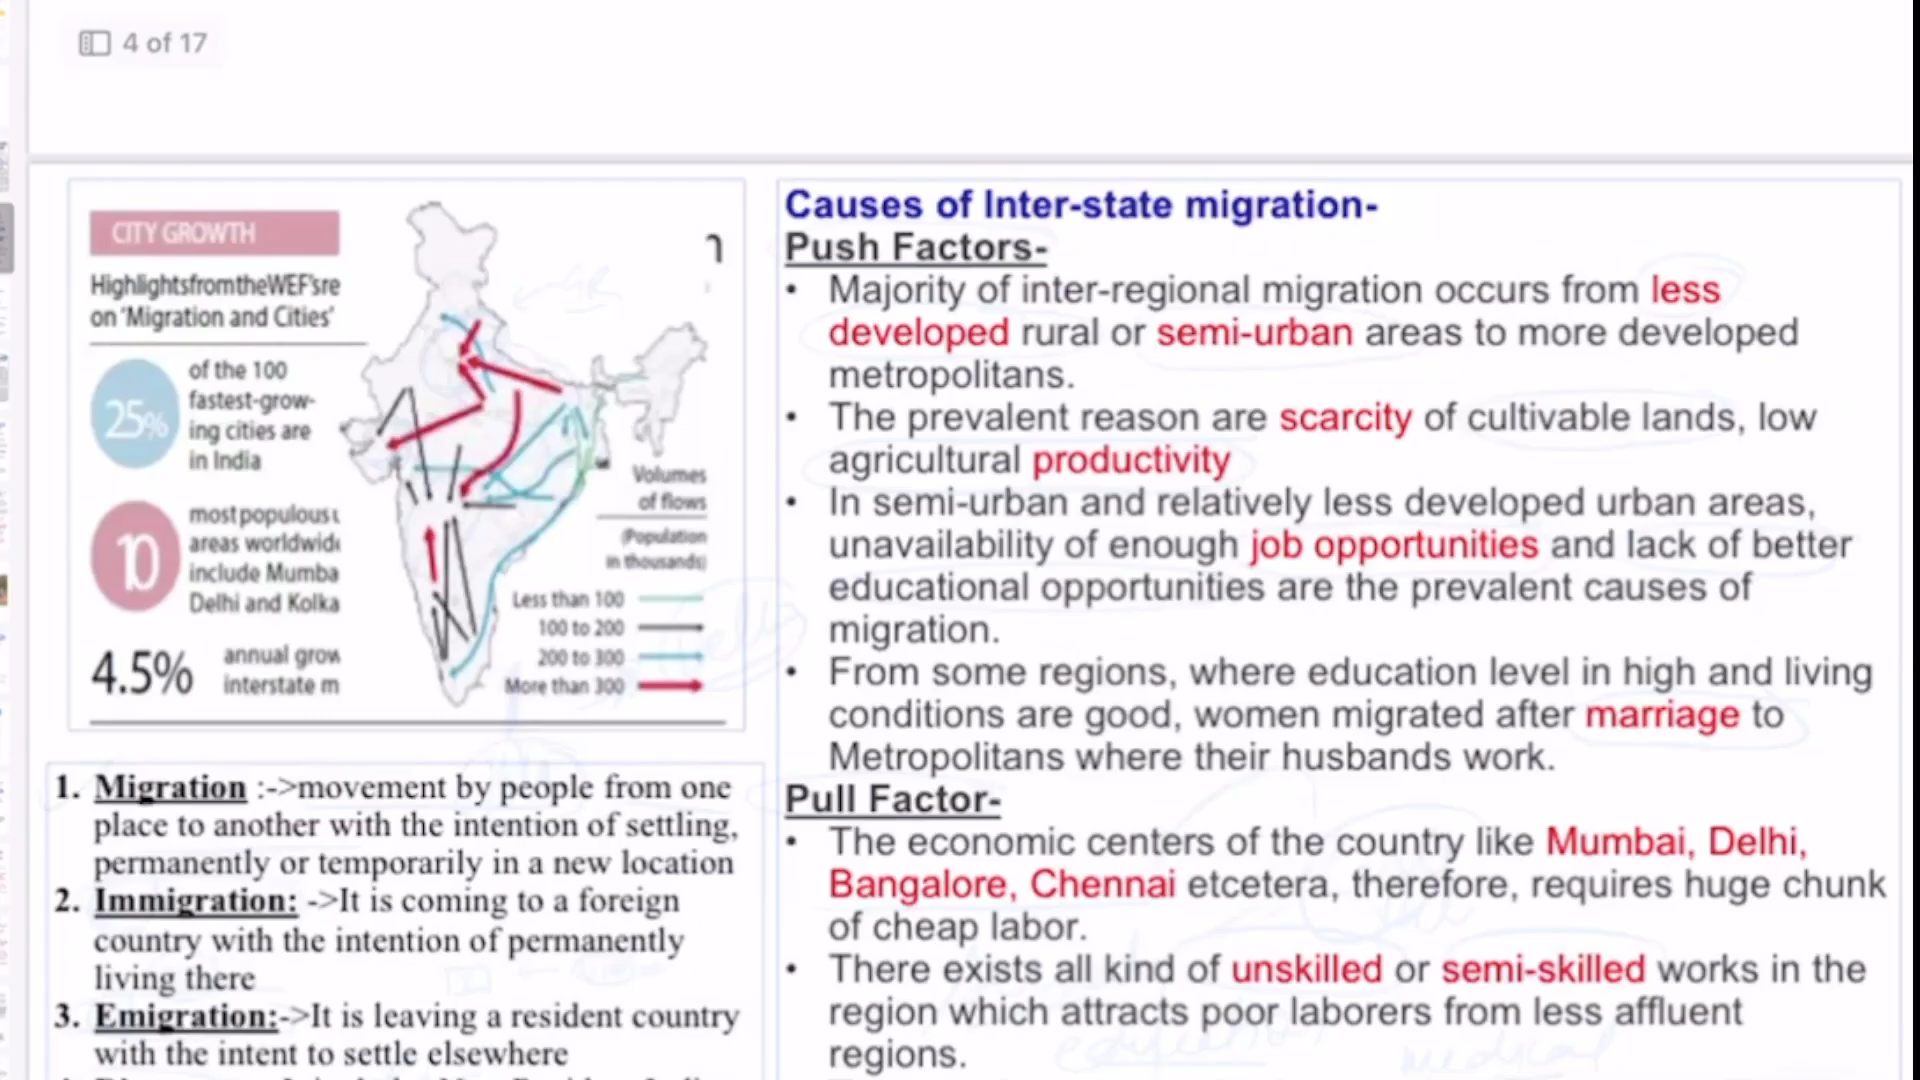 4 of 17
CITY GROWTH
HighlightsfromtheWEF'sre
on 'Migration and Cities'
25%
of the 100
fastest-grow-
ing cities are
in India
10
most populous u
areas worldwide
include Mumba
Delhi and Kolka
4.5%
annual grow
interstate m
Volumes
of flows
(Population
in thousands)
Less than 100
100 to 200
200 to 300
More than 300
1. Migration :->movement by people from one
place to another with the intention of settling,
permanently or temporarily in a new location
2. Immigration: ->It is coming to a foreign
country with the intention of permanently
living there
3. Emigration:->It is leaving a resident country
with the intent to settle elsewhere
Causes of Inter-state migration-
Push Factors-
• Majority of inter-regional migration occurs from less
developed rural or semi-urban areas to more developed
metropolitans.
• The prevalent reason are scarcity of cultivable lands, low
agricultural productivity
• In semi-urban and relatively less developed urban areas,
unavailability of enough job opportunities and lack of better
educational opportunities are the prevalent causes of
migration.
• From some regions, where education level in high and living
conditions are good, women migrated after marriage to
Metropolitans where their husbands work.
Pull Factor-
• The economic centers of the country like Mumbai, Delhi,
Bangalore, Chennai etcetera, therefore, requires huge chunk
of cheap labor.
• There exists all kind of unskilled or semi-skilled works in the
region which attracts poor laborers from less affluent
regions.